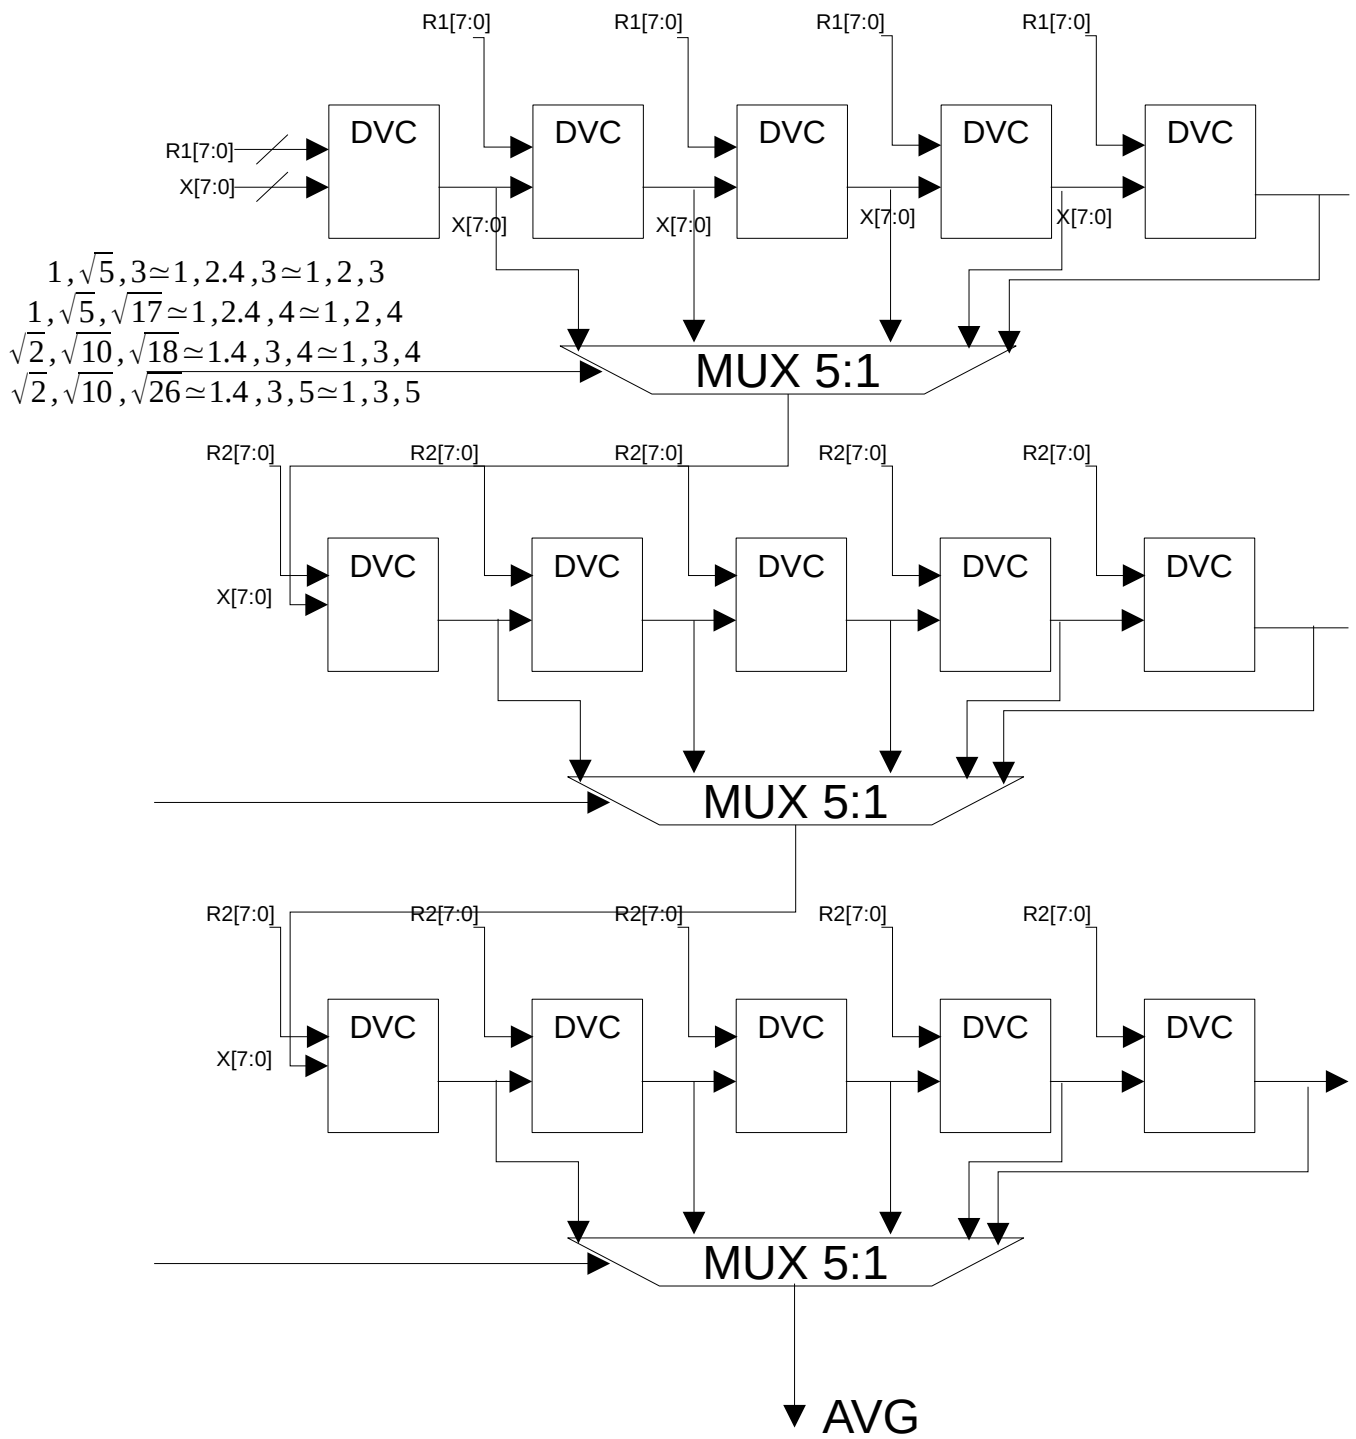 R1[7:0] R1[7:0] R1[7:0] R1[7:0]
DVC DVC DVC DVC DVC
R1[7:0]
X[7:0]
X[7:0] X[7:0] X[7:0] X[7:0]
1,√5,3≃1,2.4,3≃1,2,3
1,√5,√17≃1,2.4,4≃1,2,4
√2,√10,√18≃1.4,3,4≃1,3,4
√2,√10,√26≃1.4,3,5≃1,3,5
MUX 5:1
R2[7:0] R2[7:0] R2[7:0] R2[7:0] R2[7:0]
DVC DVC DVC DVC DVC
X[7:0]
MUX 5:1
R2[7:0] R2[7:0] R2[7:0] R2[7:0] R2[7:0]
DVC DVC DVC DVC DVC
X[7:0]
MUX 5:1
AVG